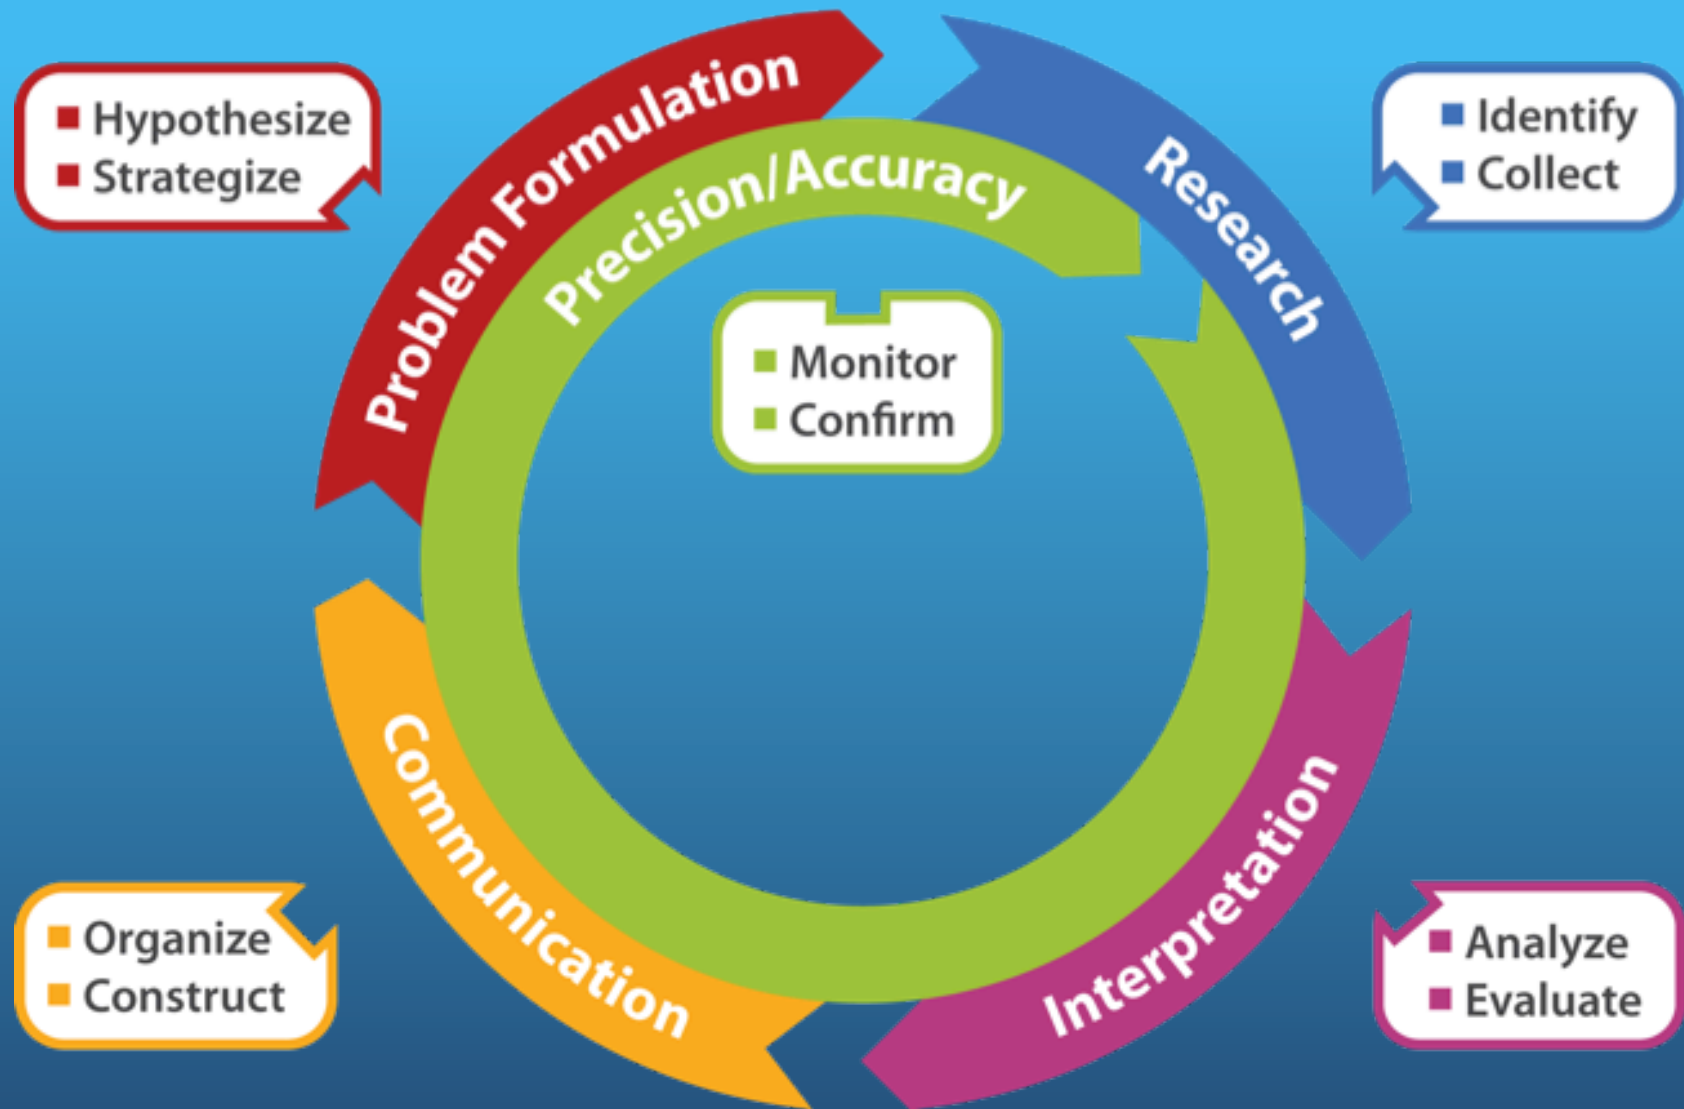 Problem Formulation
Hypothesize
Strategize
Research
Identify
Collect
Precision/Accuracy
Monitor
Confirm
Interpretation
Analyze
Evaluate
Communication
Organize
Construct